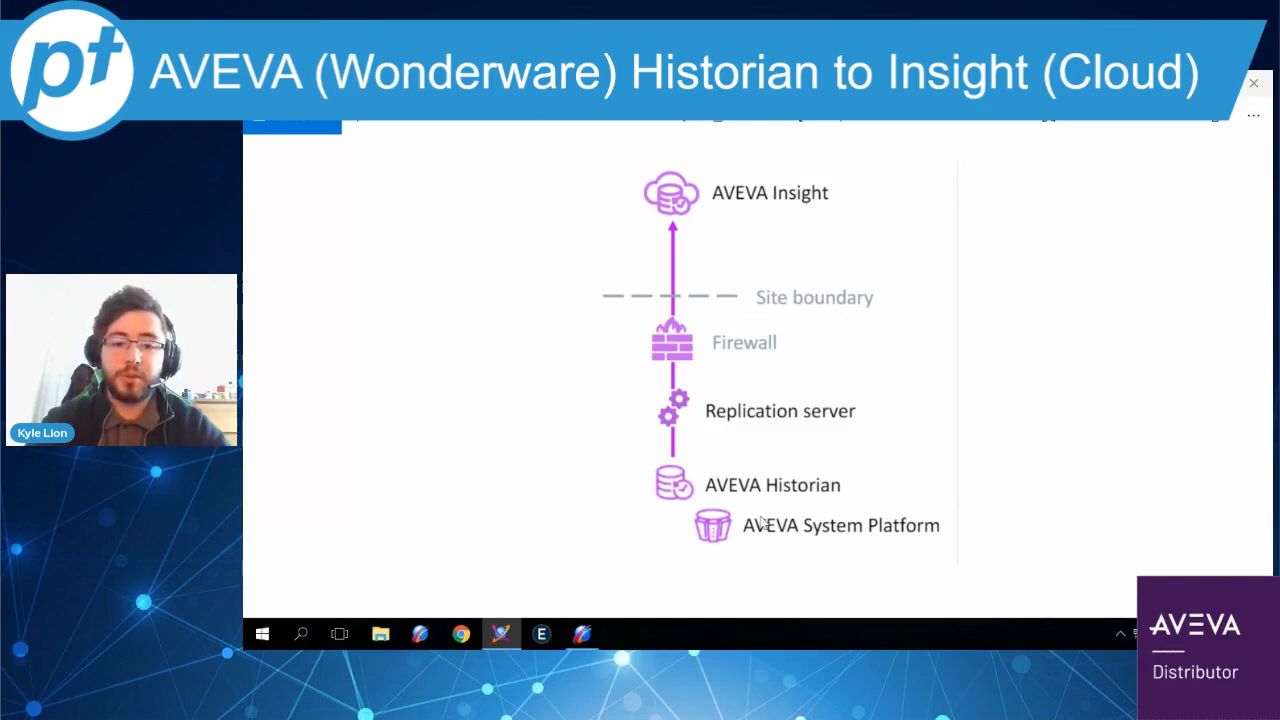 pt
AVEVA (Wonderware) Historian to Insight (Cloud)
AVEVA Insight
Site boundary
Firewall
Replication server
AVEVA Historian
AVEVA System Platform
Kyle Lion
E
AVEVA
Distributor